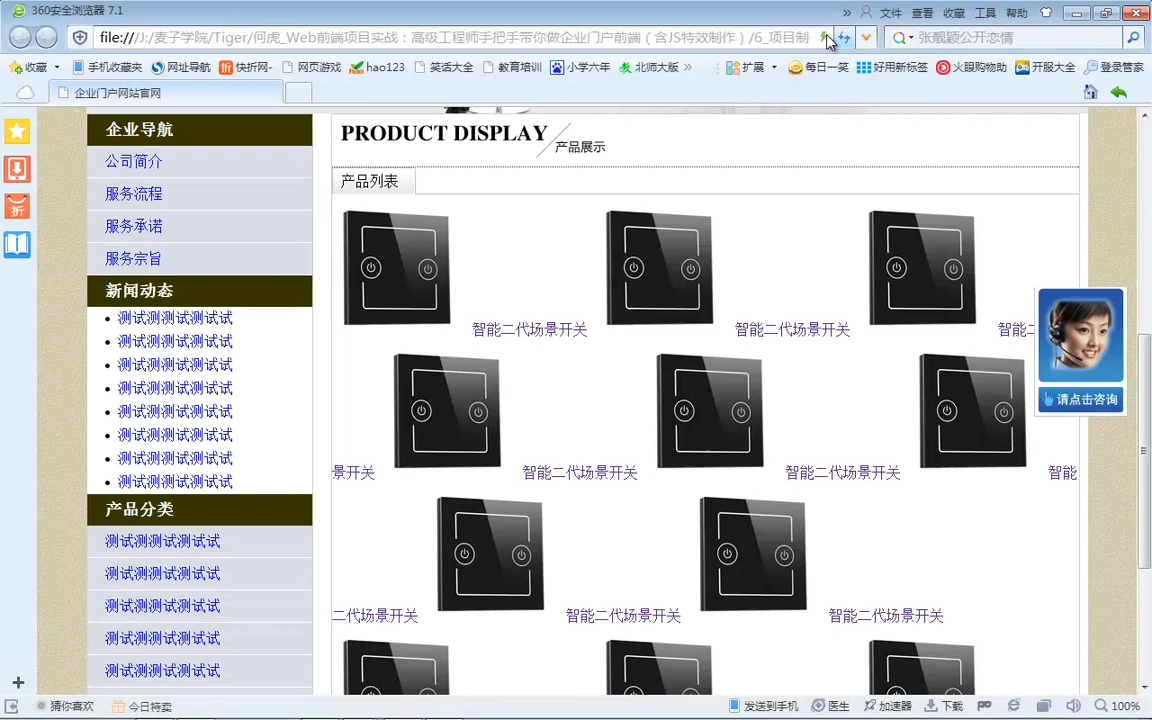 360安全浏览器 7.1
» 文件 查看 收藏 工具 帮助
file:///J:/麦子学院/Tiger/何虎_Web前端项目实战：高级工程师手把手带你做企业门户前端（含JS特效制作）/6_项目制
张靓颖公开恋情
收藏 手机收藏夹 网址导航 快折网- 网页游戏 hao123 笑话大全 教育培训 小学六年 北师大版 » 扩展 每日一笑 好用新标签 火眼购物助 开服大全 登录管家
企业门户网站官网
折
企业导航
公司简介
服务流程
服务承诺
服务宗旨
新闻动态
测试测测试测试试
测试测测试测试试
测试测测试测试试
测试测测试测试试
测试测测试测试试
测试测测试测试试
测试测测试测试试
测试测测试测试试
产品分类
测试测测试测试试
测试测测试测试试
测试测测试测试试
测试测测试测试试
测试测测试测试试
PRODUCT DISPLAY
产品展示
产品列表
智能二代场景开关 智能二代场景开关 智能二
景开关 智能二代场景开关 智能二代场景开关 智能
二代场景开关 智能二代场景开关 智能二代场景开关
请点击咨询
猜你喜欢 今日特卖 发送到手机 医生 加速器 下载 100%